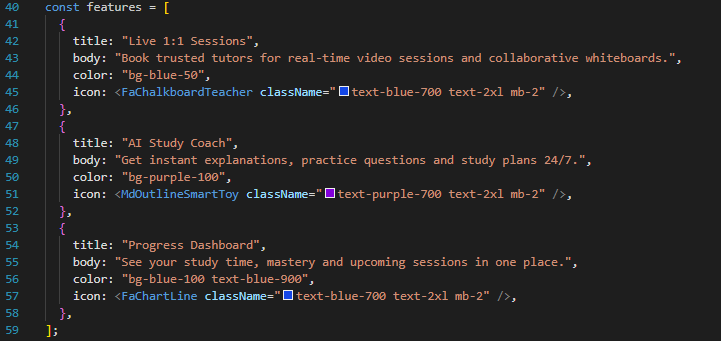 40 const features = [
41 {
42 title: "Live 1:1 Sessions",
43 body: "Book trusted tutors for real-time video sessions and collaborative whiteboards.",
44 color: "bg-blue-50",
45 icon: <FaChalkboardTeacher className="text-blue-700 text-2xl mb-2" />,
46 },
47 {
48 title: "AI Study Coach",
49 body: "Get instant explanations, practice questions and study plans 24/7.",
50 color: "bg-purple-100",
51 icon: <MdOutlineSmartToy className="text-purple-700 text-2xl mb-2" />,
52 },
53 {
54 title: "Progress Dashboard",
55 body: "See your study time, mastery and upcoming sessions in one place.",
56 color: "bg-blue-100 text-blue-900",
57 icon: <FaChartLine className="text-blue-700 text-2xl mb-2" />,
58 },
59 ];